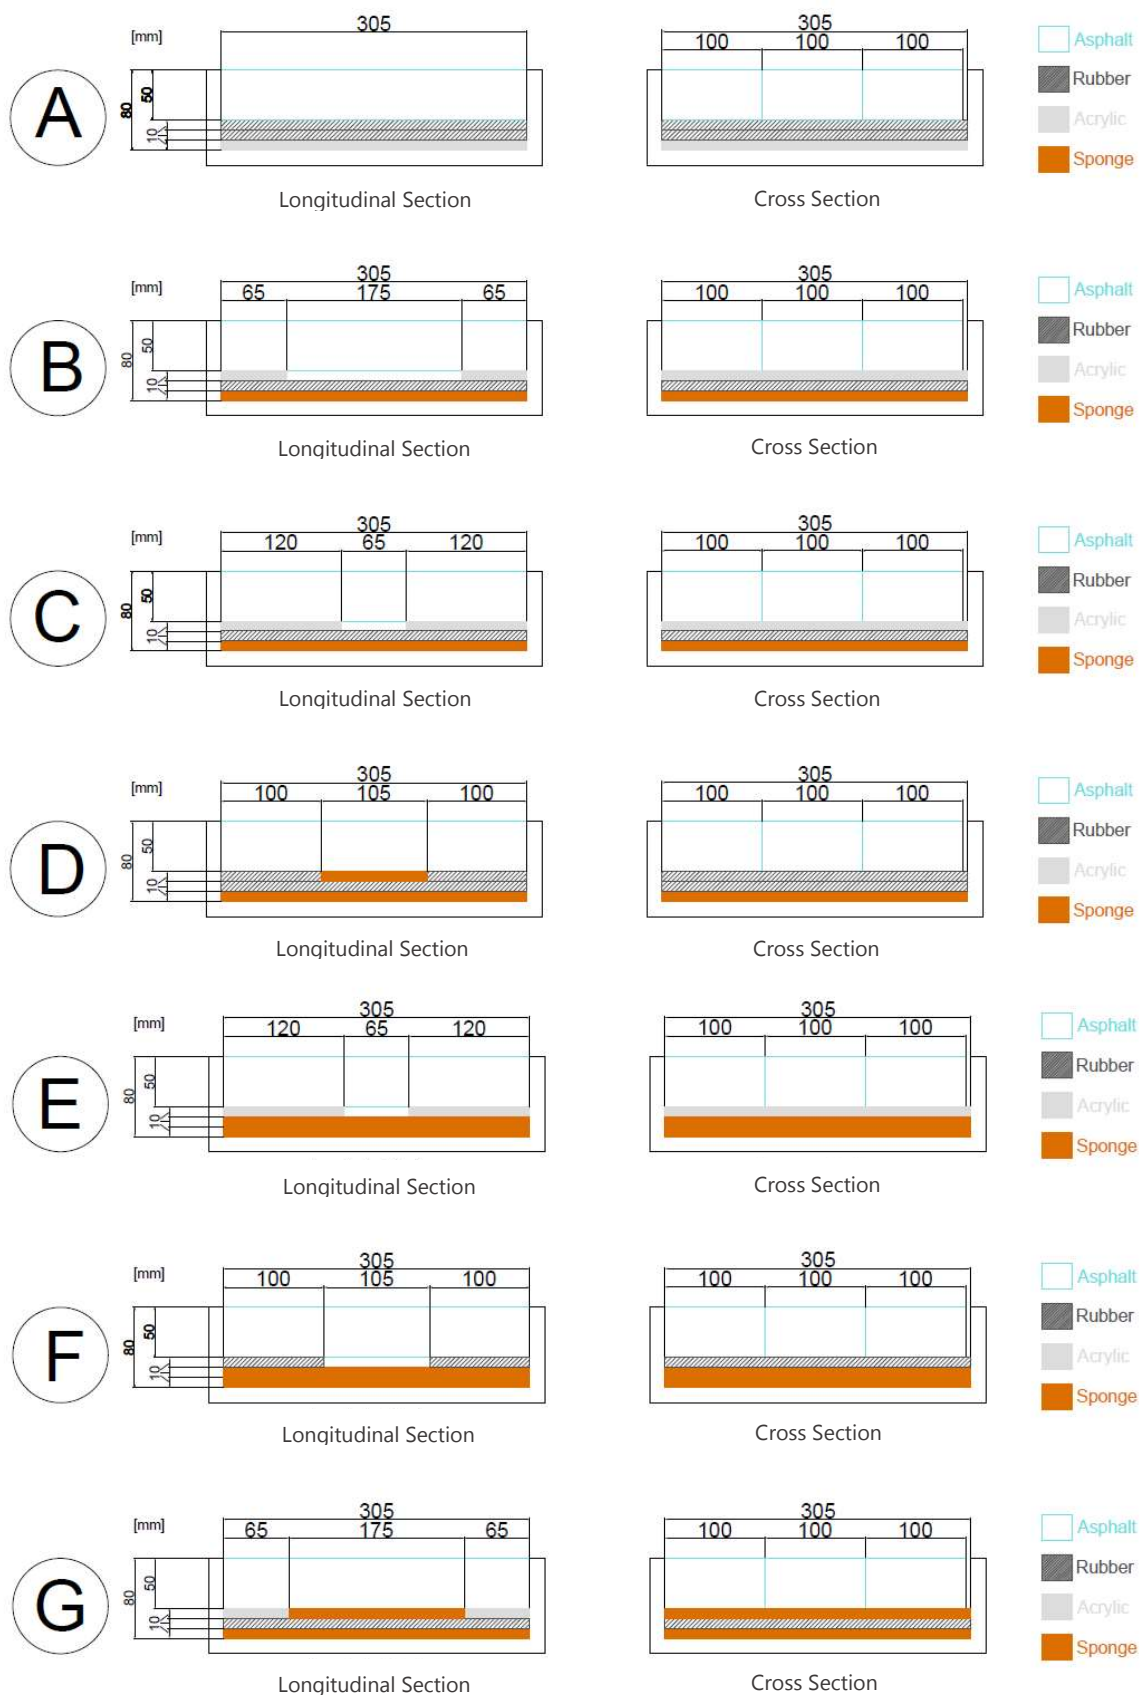 305
305
[mm]
100
100
100
Asphalt
A
80
50
10
Rubber
Acrylic
Sponge
Longitudinal Section
Cross Section
305
305
[mm]
65
175
65
100
100
100
Asphalt
B
80
50
10
Rubber
Acrylic
Sponge
Longitudinal Section
Cross Section
305
305
[mm]
120
65
120
100
100
100
Asphalt
C
80
50
10
Rubber
Acrylic
Sponge
Longitudinal Section
Cross Section
305
305
[mm]
100
105
100
100
100
100
Asphalt
D
80
50
10
Rubber
Acrylic
Sponge
Longitudinal Section
Cross Section
305
305
[mm]
120
65
120
100
100
100
Asphalt
E
80
50
10
Rubber
Acrylic
Sponge
Longitudinal Section
Cross Section
305
305
[mm]
100
105
100
100
100
100
Asphalt
F
80
50
10
Rubber
Acrylic
Sponge
Longitudinal Section
Cross Section
305
305
[mm]
65
175
65
100
100
100
Asphalt
G
80
50
10
Rubber
Acrylic
Sponge
Longitudinal Section
Cross Section